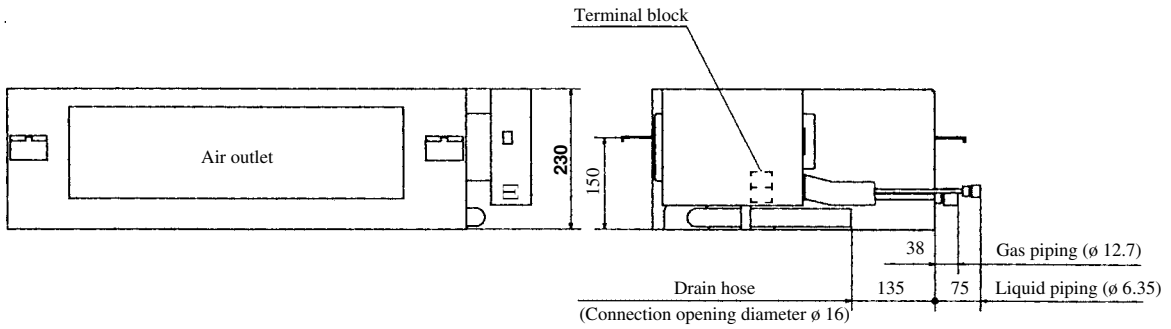 Terminal block
Air outlet
230
150
38
Gas piping (ø 12.7)
Drain hose
135
75
Liquid piping (ø 6.35)
(Connection opening diameter ø 16)